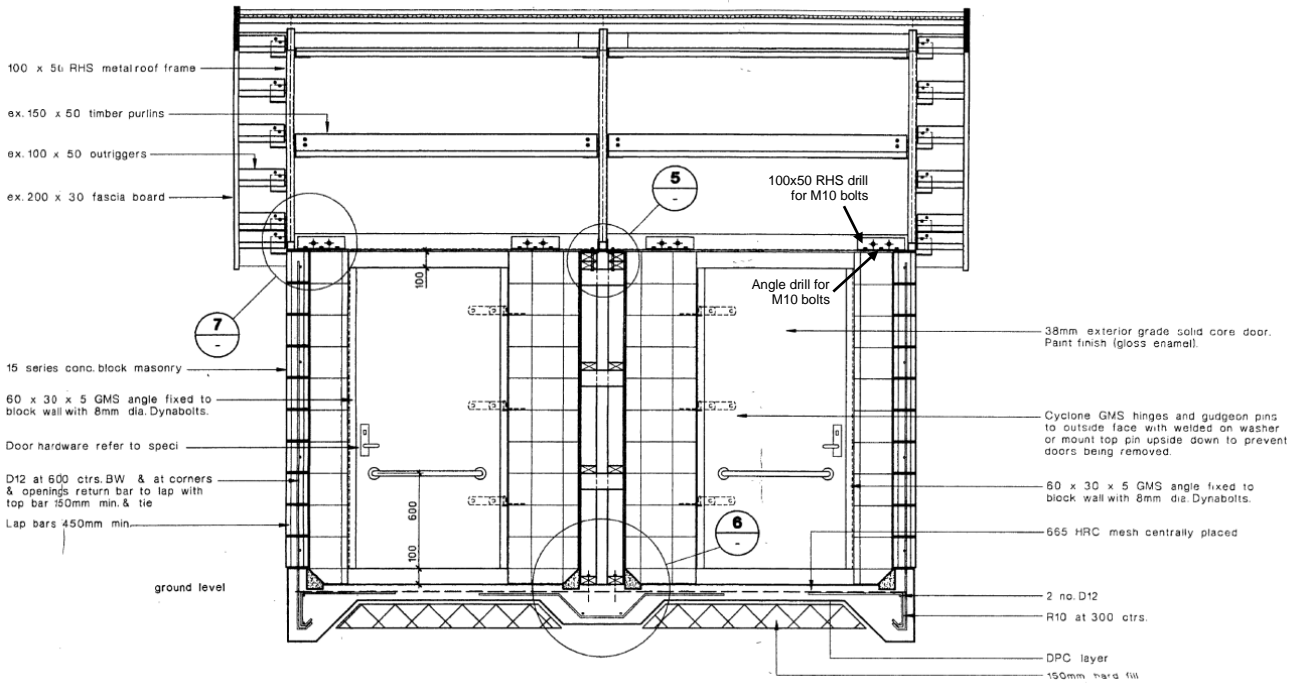 100 x 50 RHS metal roof frame
ex.150 x 50 timber purlins
ex.100 x 50 outriggers
ex.200 x 30 fascia board
5
-
100x50 RHS drill
for M10 bolts
Angle drill for
M10 bolts
100
7
-
15 series conc. block masonry
60 x 30 x 5 GMS angle fixed to
block wall with 8mm dia. Dynabolts.
Door hardware refer to speci
D12 at 600 ctrs. BW & at corners
& openings return bar to lap with
top bar 150mm min. & tie
Lap bars 450mm min.
600
100
ground level
6
-
38mm exterior grade solid core door.
Paint finish (gloss enamel).
Cyclone GMS hinges and gudgeon pins
to outside face with welded on washer
or mount top pin upside down to prevent
doors being removed.
60 x 30 x 5 GMS angle fixed to
block wall with 8mm dia. Dynabolts.
665 HRC mesh centrally placed
2 no. D12
R10 at 300 ctrs.
DPC layer
150mm hard fill